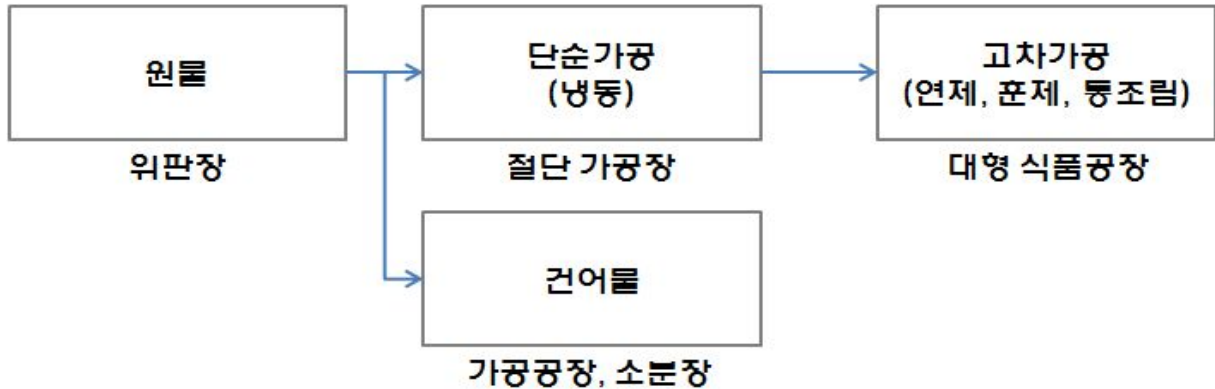 원물
위판장
단순가공
(냉동)
절단 가공장
고차가공
(연제, 훈제, 통조림)
대형 식품공장
건어물
가공공장, 소분장